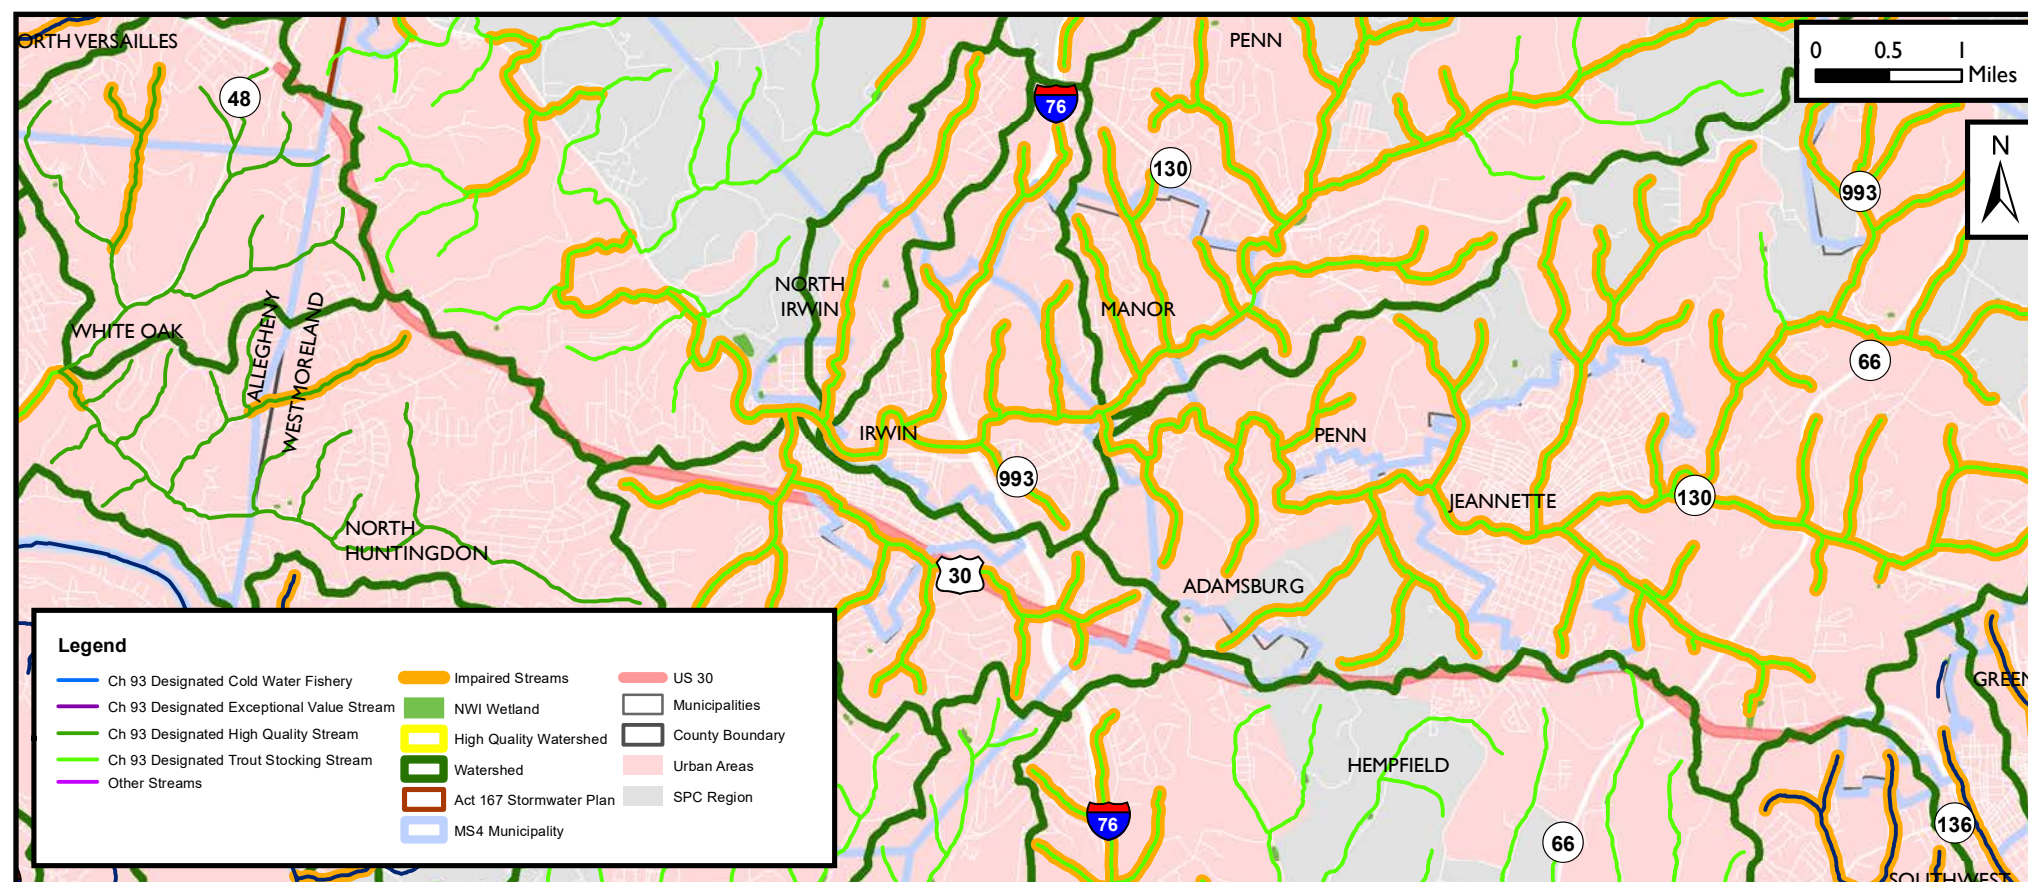 ORTH VERSAILLES
PENN
0 0.5 1
Miles
48
76
130
993
N
NORTH
IRWIN
MANOR
WHITE OAK
ALLEGHENY
WESTMORELAND
66
IRWIN
PENN
993
130
JEANNETTE
NORTH
HUNTINGDON
30
ADAMSBURG
GREEN
HEMPFIELD
76
66
136
SOUTHWEST
Legend
Ch 93 Designated Cold Water Fishery
Ch 93 Designated Exceptional Value Stream
Ch 93 Designated High Quality Stream
Ch 93 Designated Trout Stocking Stream
Other Streams
Impaired Streams
NWI Wetland
High Quality Watershed
Watershed
Act 167 Stormwater Plan
MS4 Municipality
US 30
Municipalities
County Boundary
Urban Areas
SPC Region